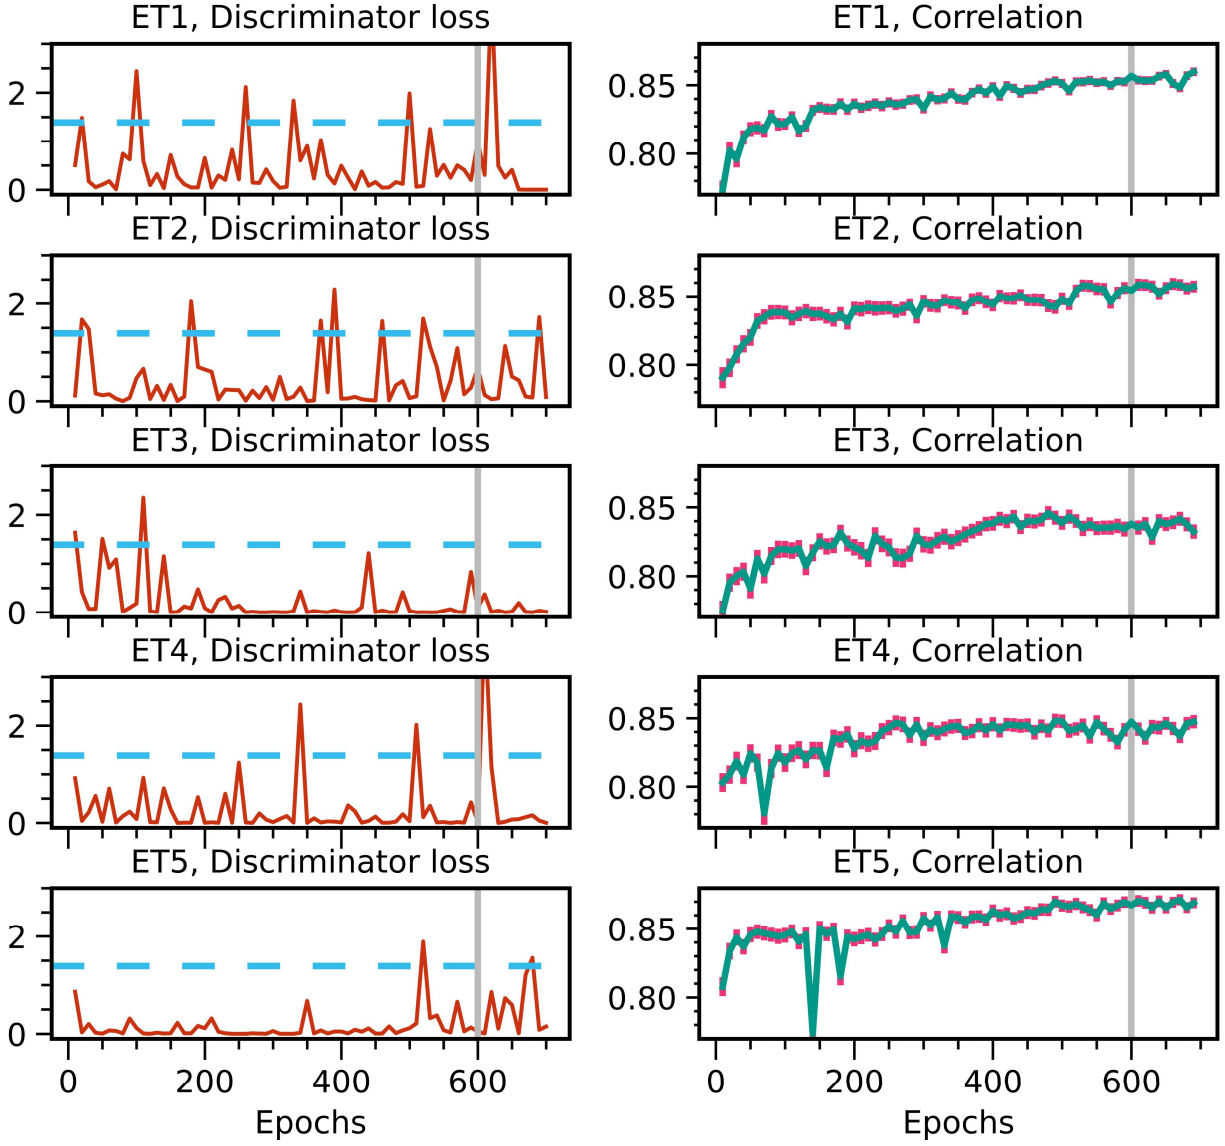 ET1, Discriminator loss
2
0
ET1, Correlation
0.85
0.80
ET2, Discriminator loss
2
0
ET2, Correlation
0.85
0.80
ET3, Discriminator loss
2
0
ET3, Correlation
0.85
0.80
ET4, Discriminator loss
2
0
ET4, Correlation
0.85
0.80
ET5, Discriminator loss
2
0
0 200 400 600
Epochs
ET5, Correlation
0.85
0.80
0 200 400 600
Epochs